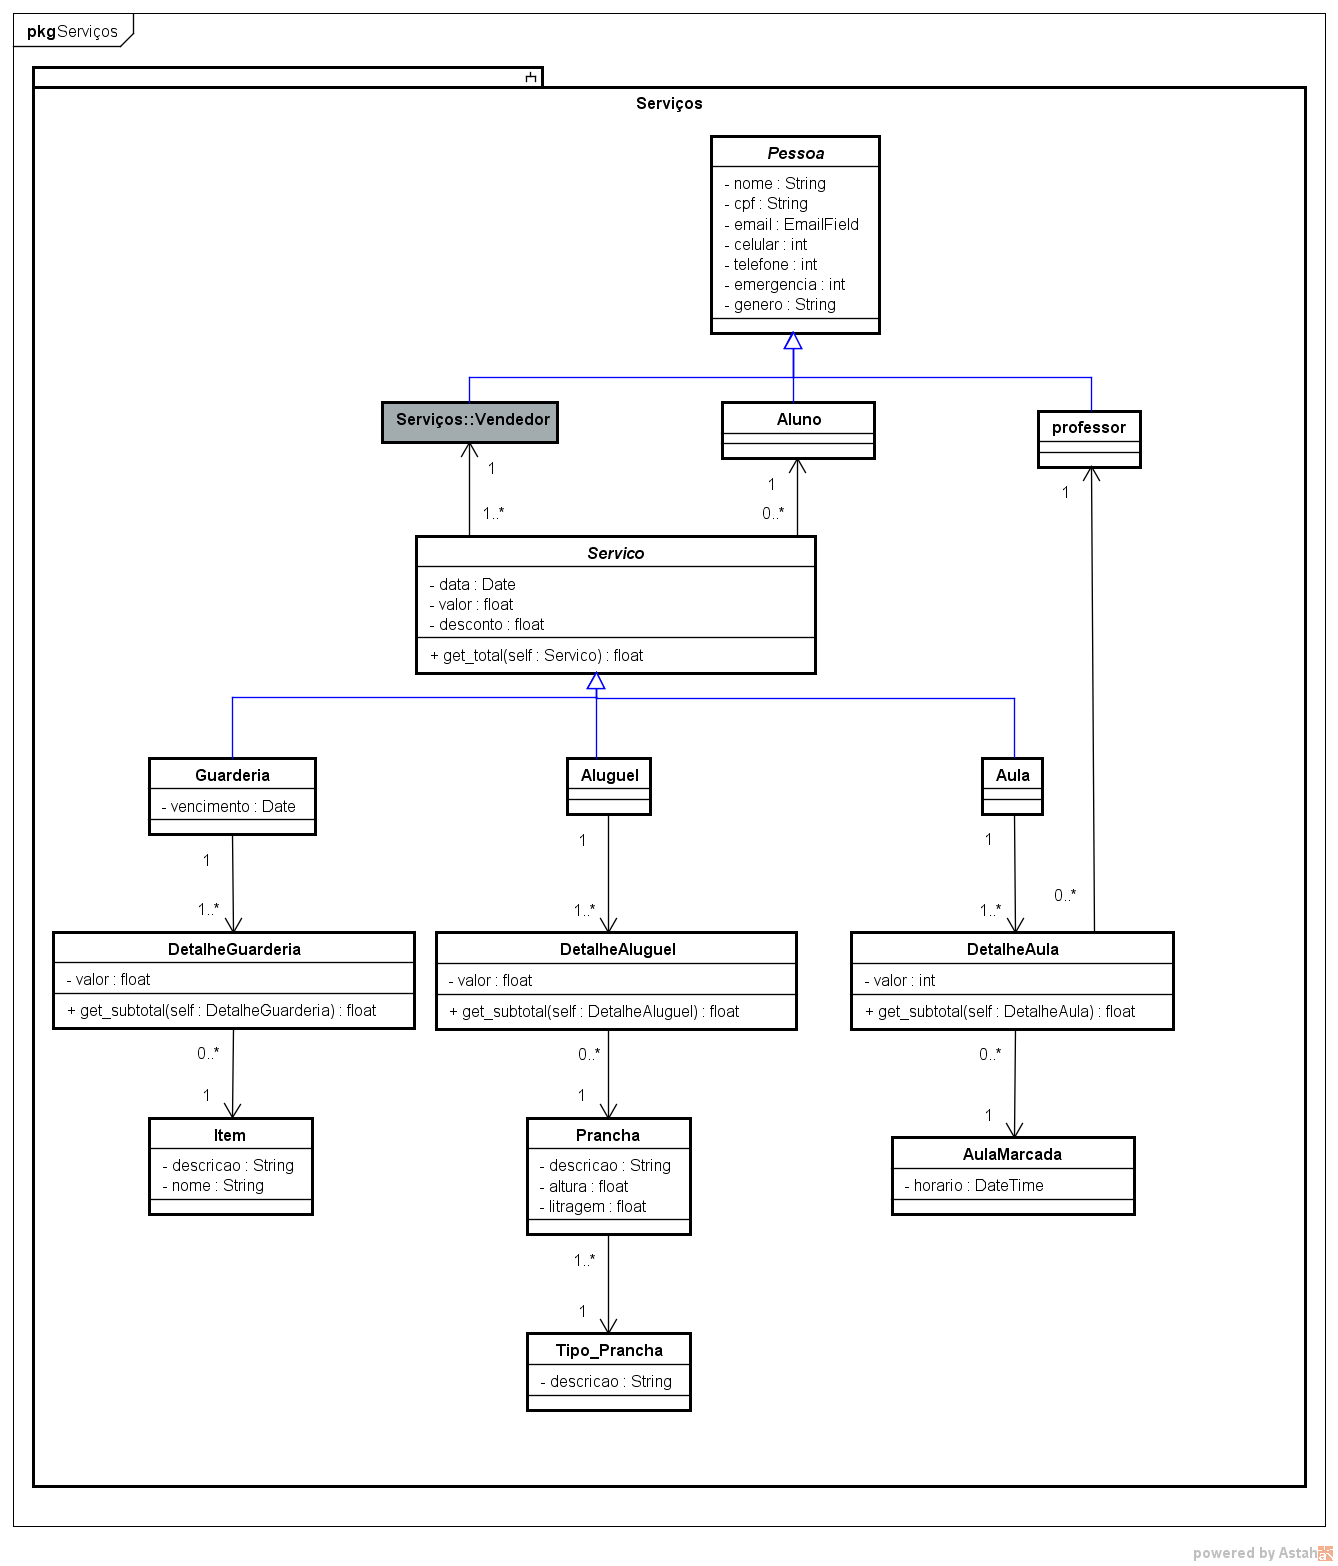 pkgServiços
Serviços
Pessoa
- nome : String
- cpf : String
- email : EmailField
- celular : int
- telefone : int
- emergencia : int
- genero : String
Serviços::Vendedor
Aluno
professor
1
1
1
1..*
0..*
Servico
- data : Date
- valor : float
- desconto : float
+ get_total(self : Servico) : float
Guarderia
- vencimento : Date
Aluguel
Aula
1
1
1
1..*
1..*
1..*
0..*
DetalheGuarderia
- valor : float
+ get_subtotal(self : DetalheGuarderia) : float
DetalheAluguel
- valor : float
+ get_subtotal(self : DetalheAluguel) : float
DetalheAula
- valor : int
+ get_subtotal(self : DetalheAula) : float
0..*
0..*
0..*
1
1
1
Item
- descricao : String
- nome : String
Prancha
- descricao : String
- altura : float
- litragem : float
AulaMarcada
- horario : DateTime
1..*
1
Tipo_Prancha
- descricao : String
powered by Astah